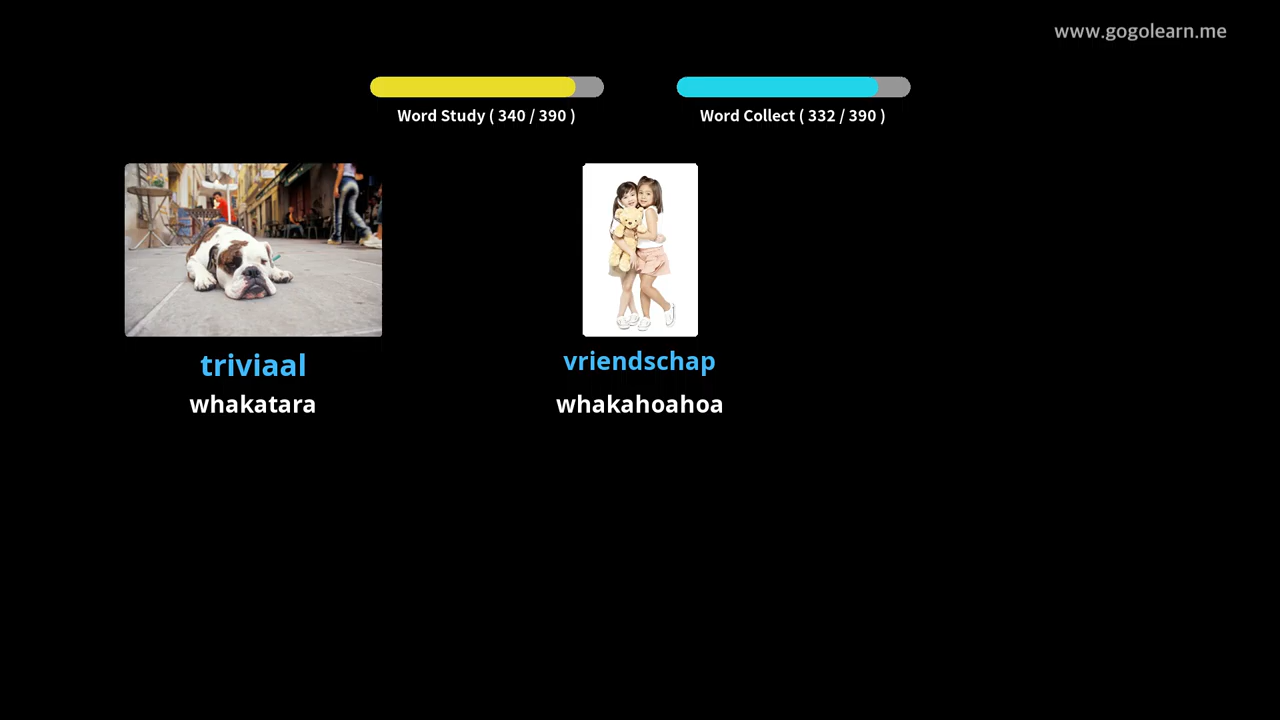 www.gogolearn.me
Word Study ( 340 / 390 )
Word Collect ( 332 / 390 )
triviaal
vriendschap
whakatara
whakahoahoa